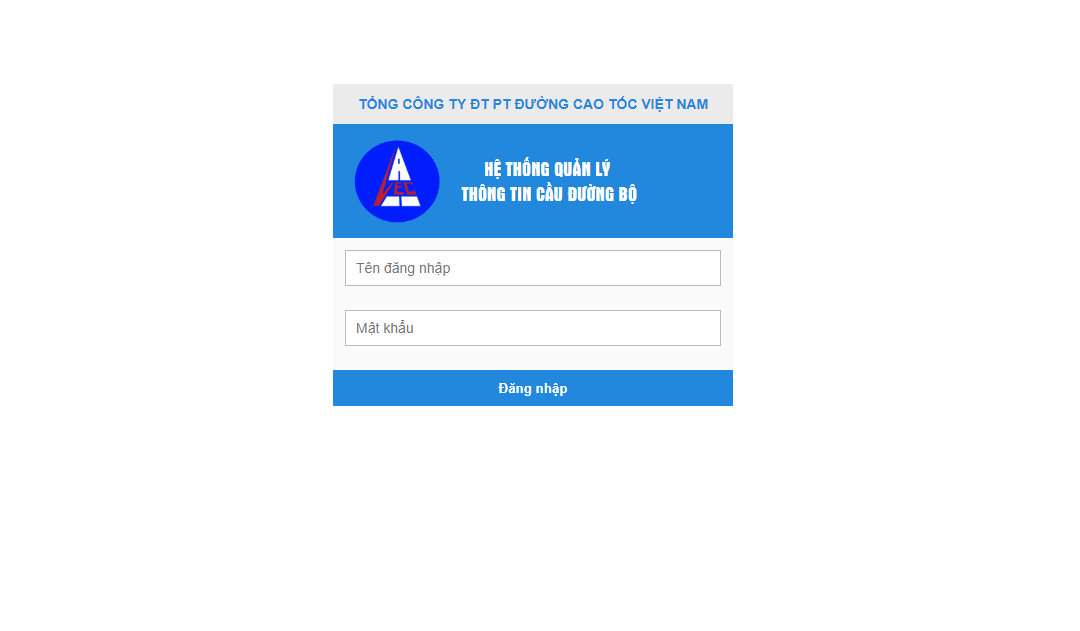 TỔNG CÔNG TY ĐT PT ĐƯỜNG CAO TỐC VIỆT NAM
VEC
HỆ THỐNG QUẢN LÝ
THÔNG TIN CẦU ĐƯỜNG BỘ
Tên đăng nhập
Mật khẩu
Đăng nhập